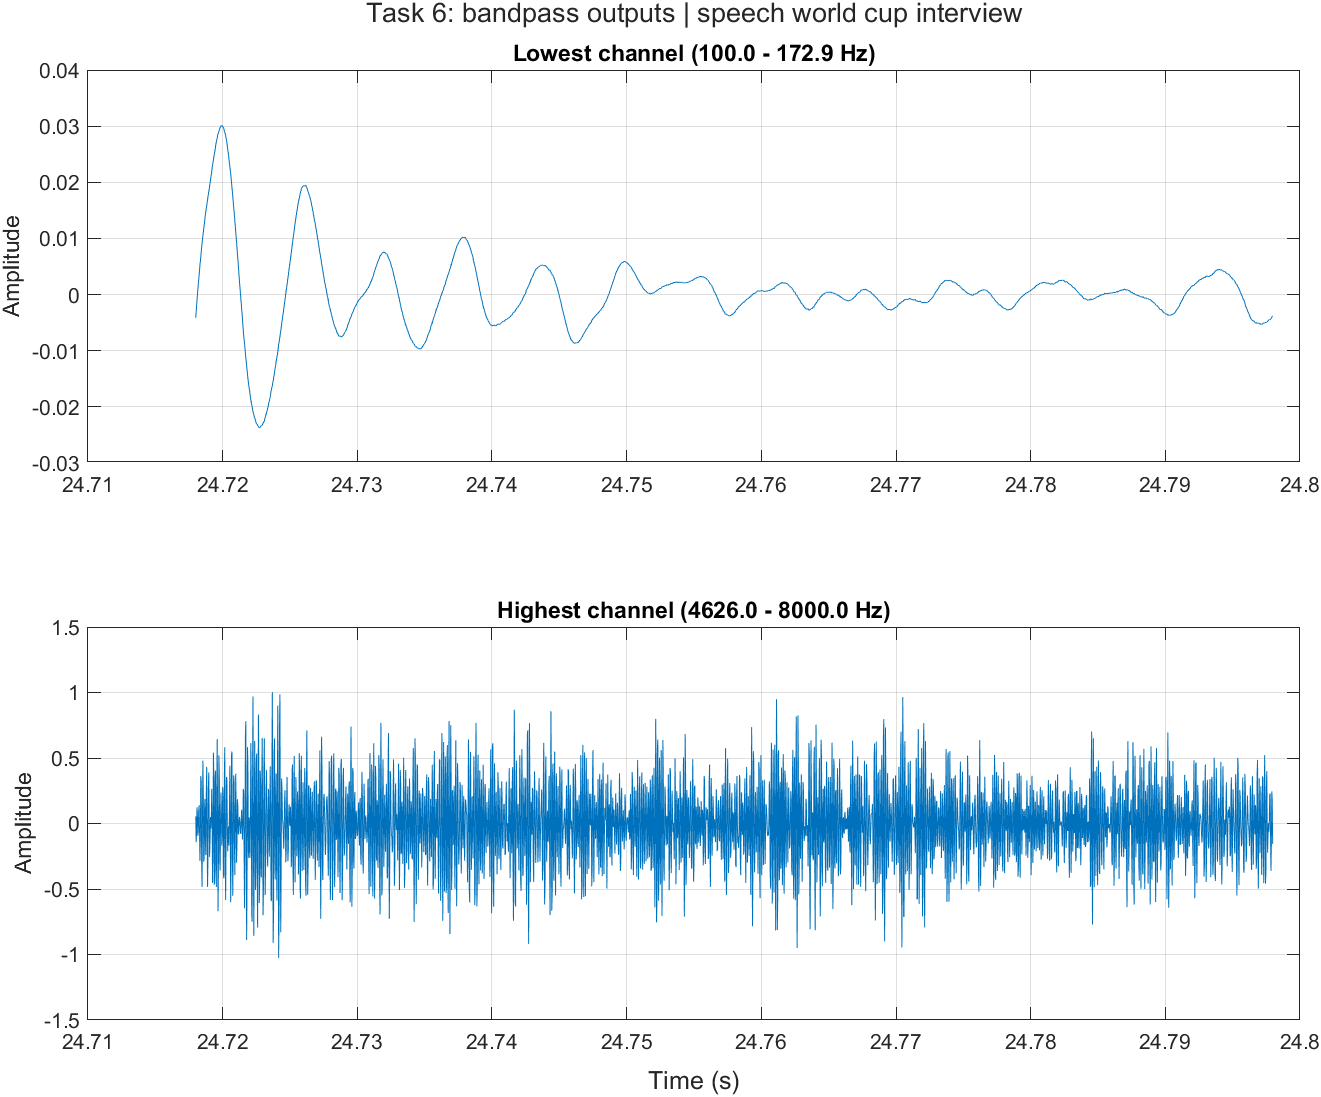 Task 6: bandpass outputs | speech world cup interview
Lowest channel (100.0 - 172.9 Hz)
0.04
0.03
0.02
0.01
0
-0.01
-0.02
-0.03
Amplitude
24.71 24.72 24.73 24.74 24.75 24.76 24.77 24.78 24.79 24.8
Highest channel (4626.0 - 8000.0 Hz)
1.5
1
0.5
0
-0.5
-1
-1.5
Amplitude
24.71 24.72 24.73 24.74 24.75 24.76 24.77 24.78 24.79 24.8
Time (s)